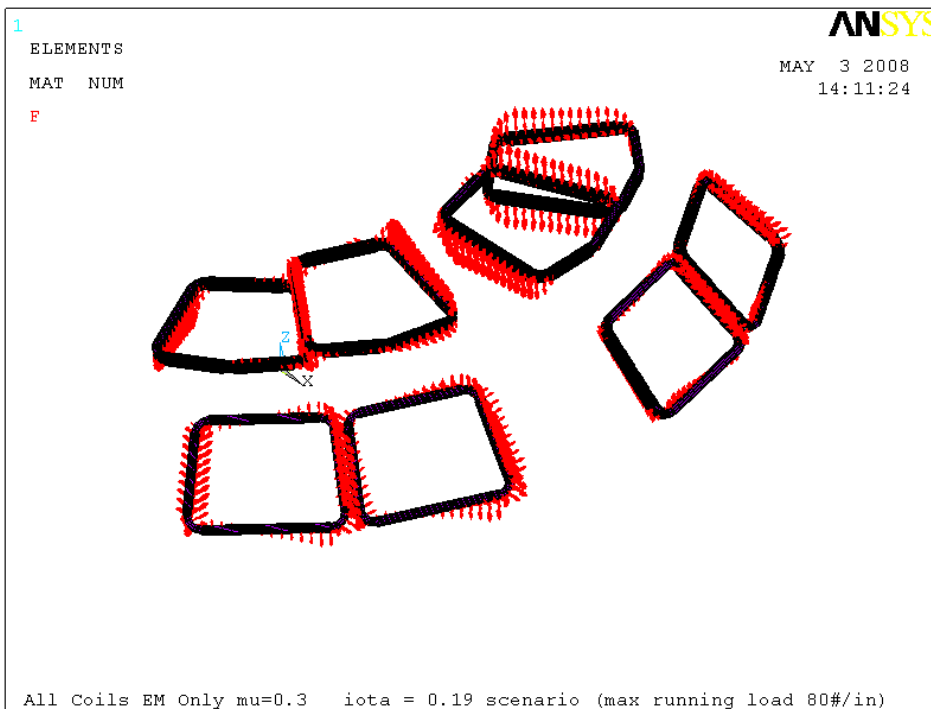 1
ANSYS
ELEMENTS
MAT NUM
F
MAY 3 2008
14:11:24
Z
X
All Coils EM Only mu=0.3 iota = 0.19 scenario (max running load 80#/in)